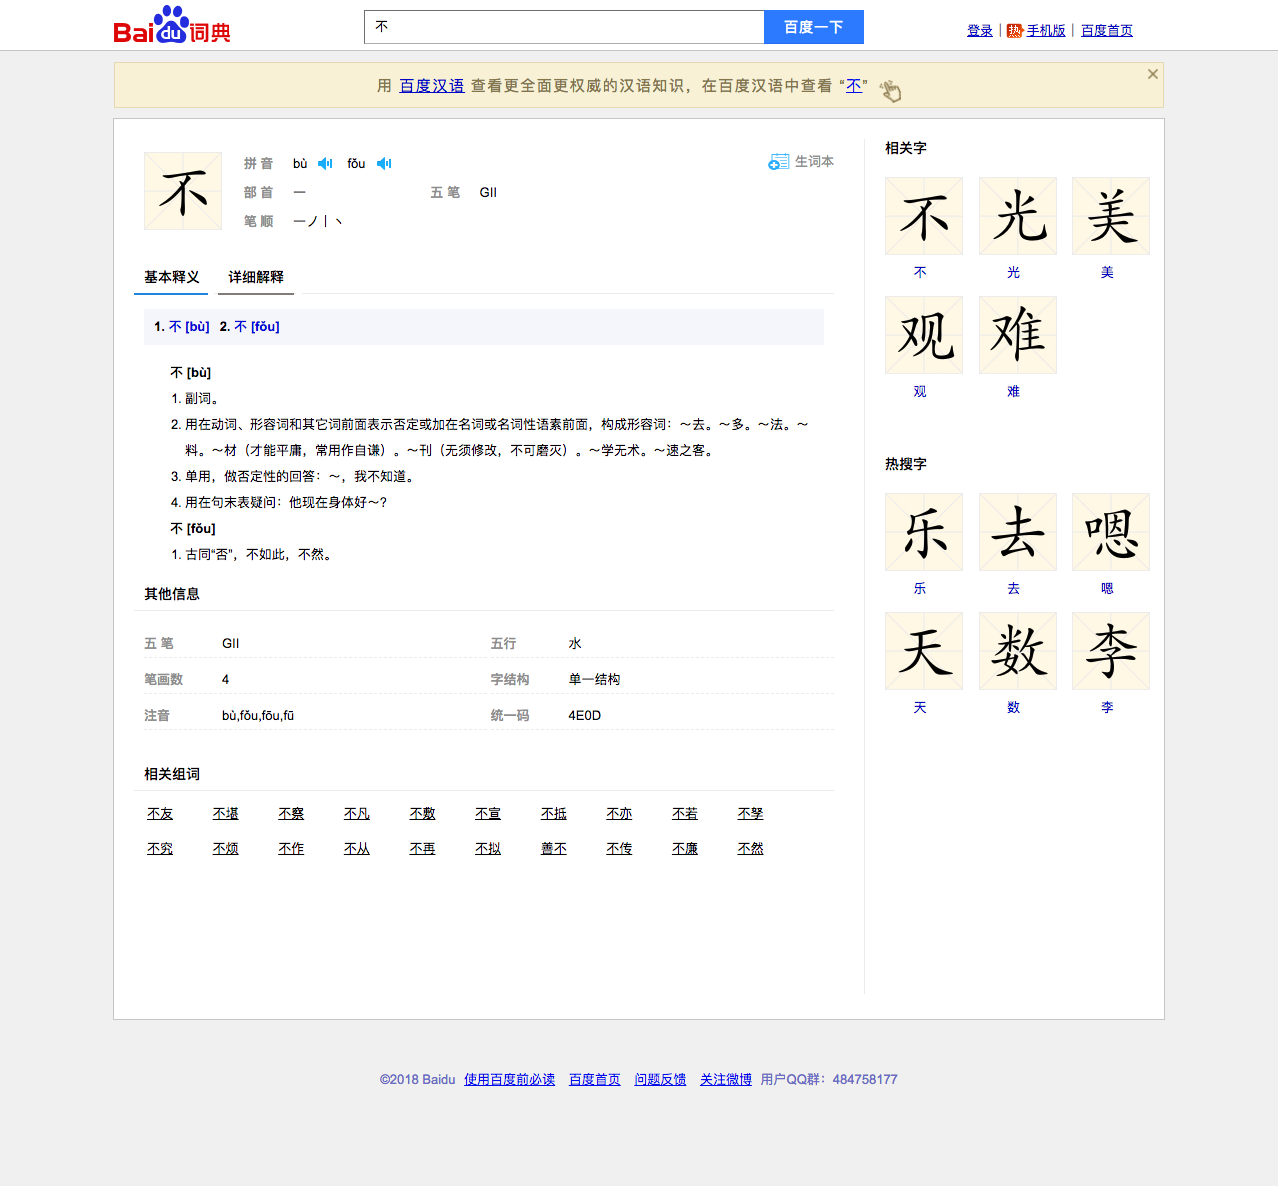 Baidu词典
不
百度一下
登录 | 热 手机版 | 百度首页
用 百度汉语 查看更全面更权威的汉语知识，在百度汉语中查看 “不”
不
拼 音 bù fǒu
生词本
部 首 一 五 笔 GII
笔 顺 一ノ丨丶
基本释义 详细解释
1. 不 [bù] 2. 不 [fǒu]
不 [bù]
1. 副词。
2. 用在动词、形容词和其它词前面表示否定或加在名词或名词性语素前面，构成形容词：～去。～多。～法。～
料。～材（才能平庸，常用作自谦）。～刊（无须修改，不可磨灭）。～学无术。～速之客。
3. 单用，做否定性的回答：～，我不知道。
4. 用在句末表疑问：他现在身体好～？
不 [fǒu]
1. 古同“否”，不如此，不然。
其他信息
五 笔 GII 五行 水
笔画数 4 字结构 单一结构
注音 bù,fǒu,fōu,fū 统一码 4E0D
相关组词
不友 不堪 不察 不凡 不敷 不宣 不抵 不亦 不若 不孥
不究 不烦 不作 不从 不再 不拟 善不 不传 不廉 不然
相关字
不 光 美
不 光 美
观 难
观 难
热搜字
乐 去 嗯
乐 去 嗯
天 数 李
天 数 李
©2018 Baidu 使用百度前必读 百度首页 问题反馈 关注微博 用户QQ群：484758177